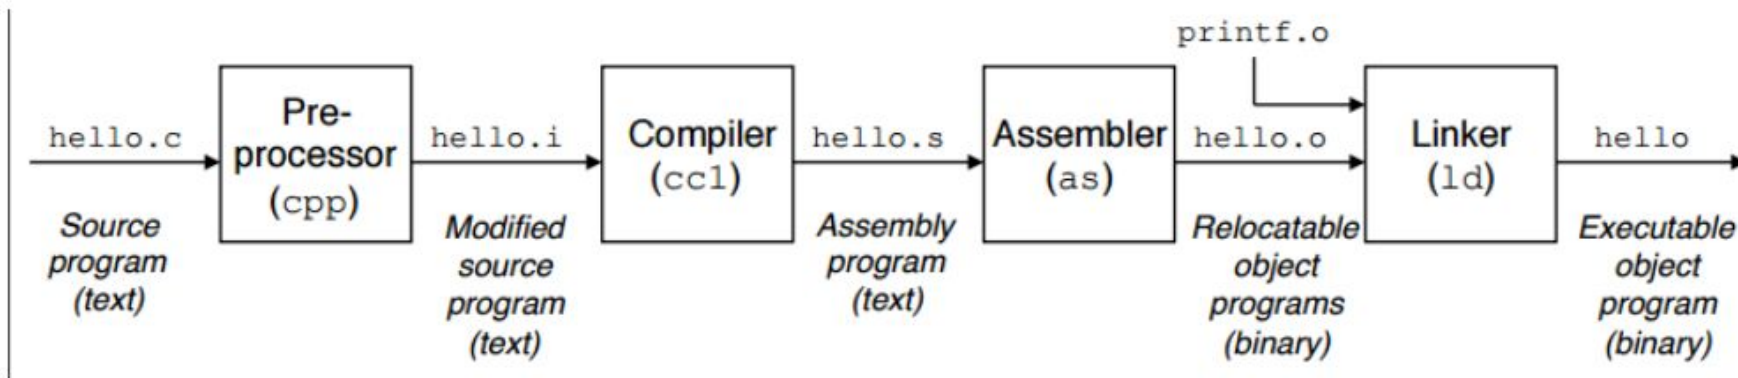 printf.o
hello.c
Pre-
processor
(cpp)
hello.i
Compiler
(cc1)
hello.s
Assembler
(as)
hello.o
Linker
(ld)
hello
Source
program
(text)
Modified
source
program
(text)
Assembly
program
(text)
Relocatable
object
programs
(binary)
Executable
object
program
(binary)